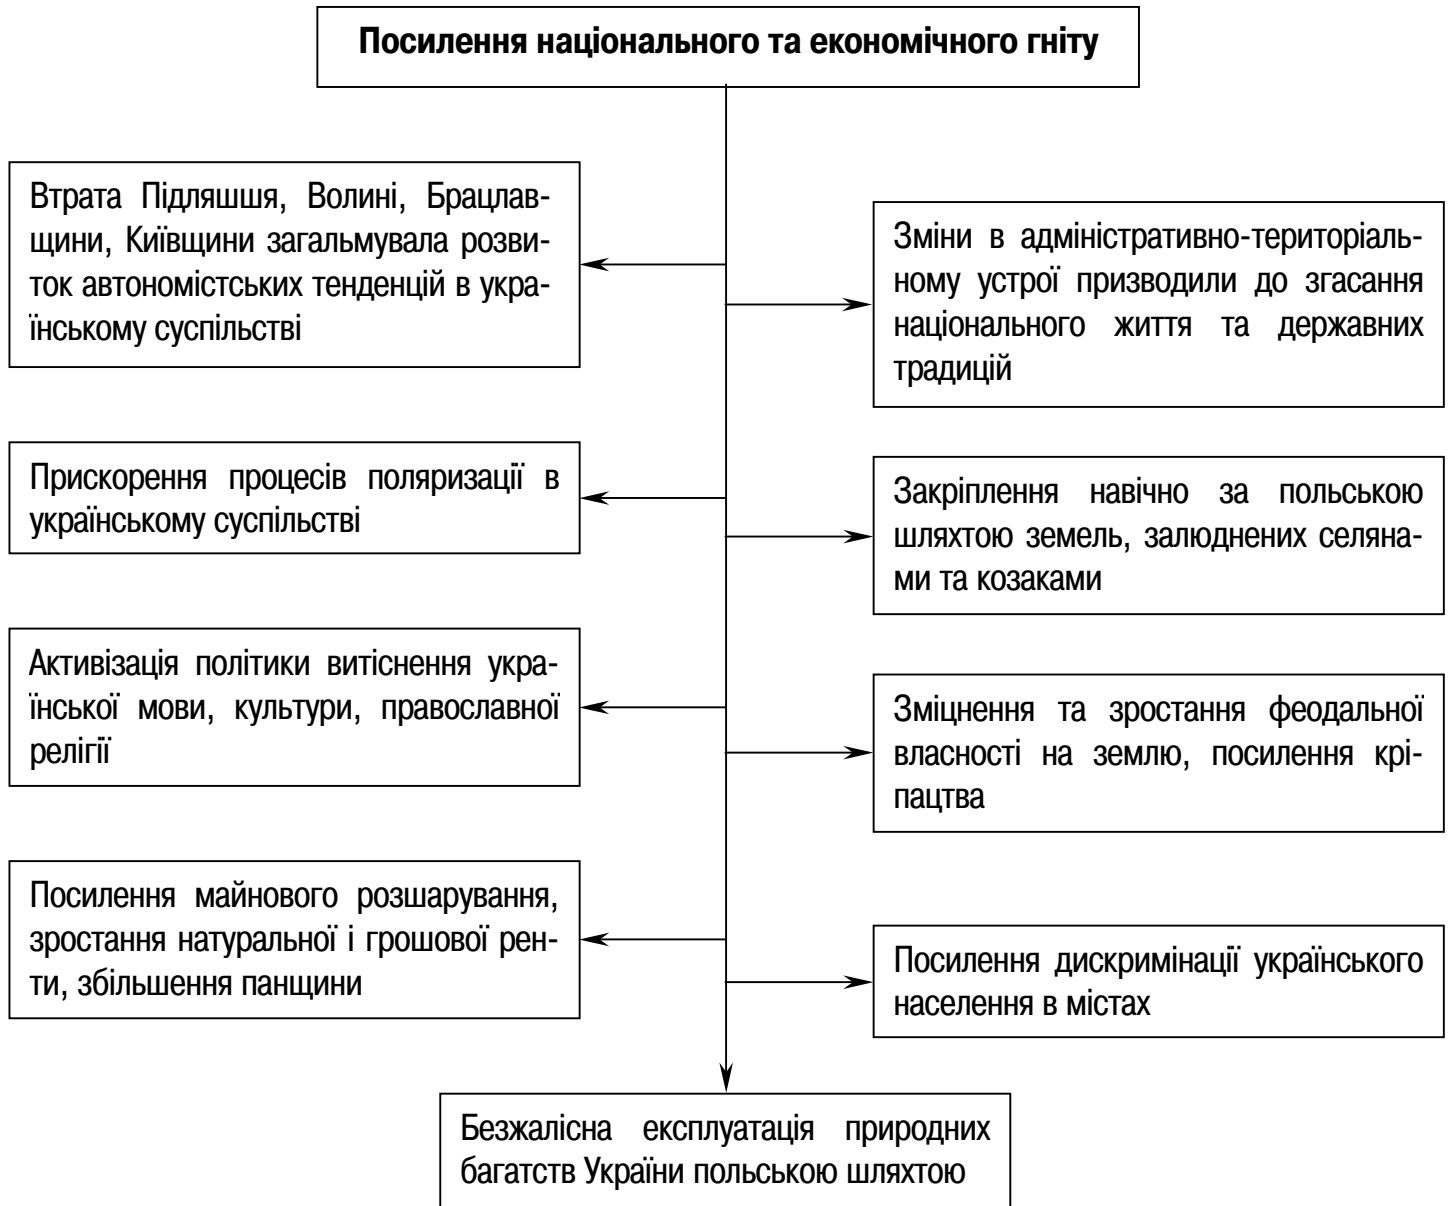 Посилення національного та економічного гніту
Втрата Підляшшя, Волині, Брацлав-
щини, Київщини загальмувала розви-
ток автономістських тенденцій в укра-
їнському суспільстві
Зміни в адміністративно-територіаль-
ному устрої призводили до згасання
національного життя та державних
традицій
Прискорення процесів поляризації в
українському суспільстві
Закріплення навічно за польською
шляхтою земель, залюднених селяна-
ми та козаками
Активізація політики витіснення укра-
їнської мови, культури, православної
релігії
Зміцнення та зростання феодальної
власності на землю, посилення крі-
пацтва
Посилення майнового розшарування,
зростання натуральної і грошової рен-
ти, збільшення панщини
Посилення дискримінації українського
населення в містах
Безжалісна експлуатація природних
багатств України польською шляхтою